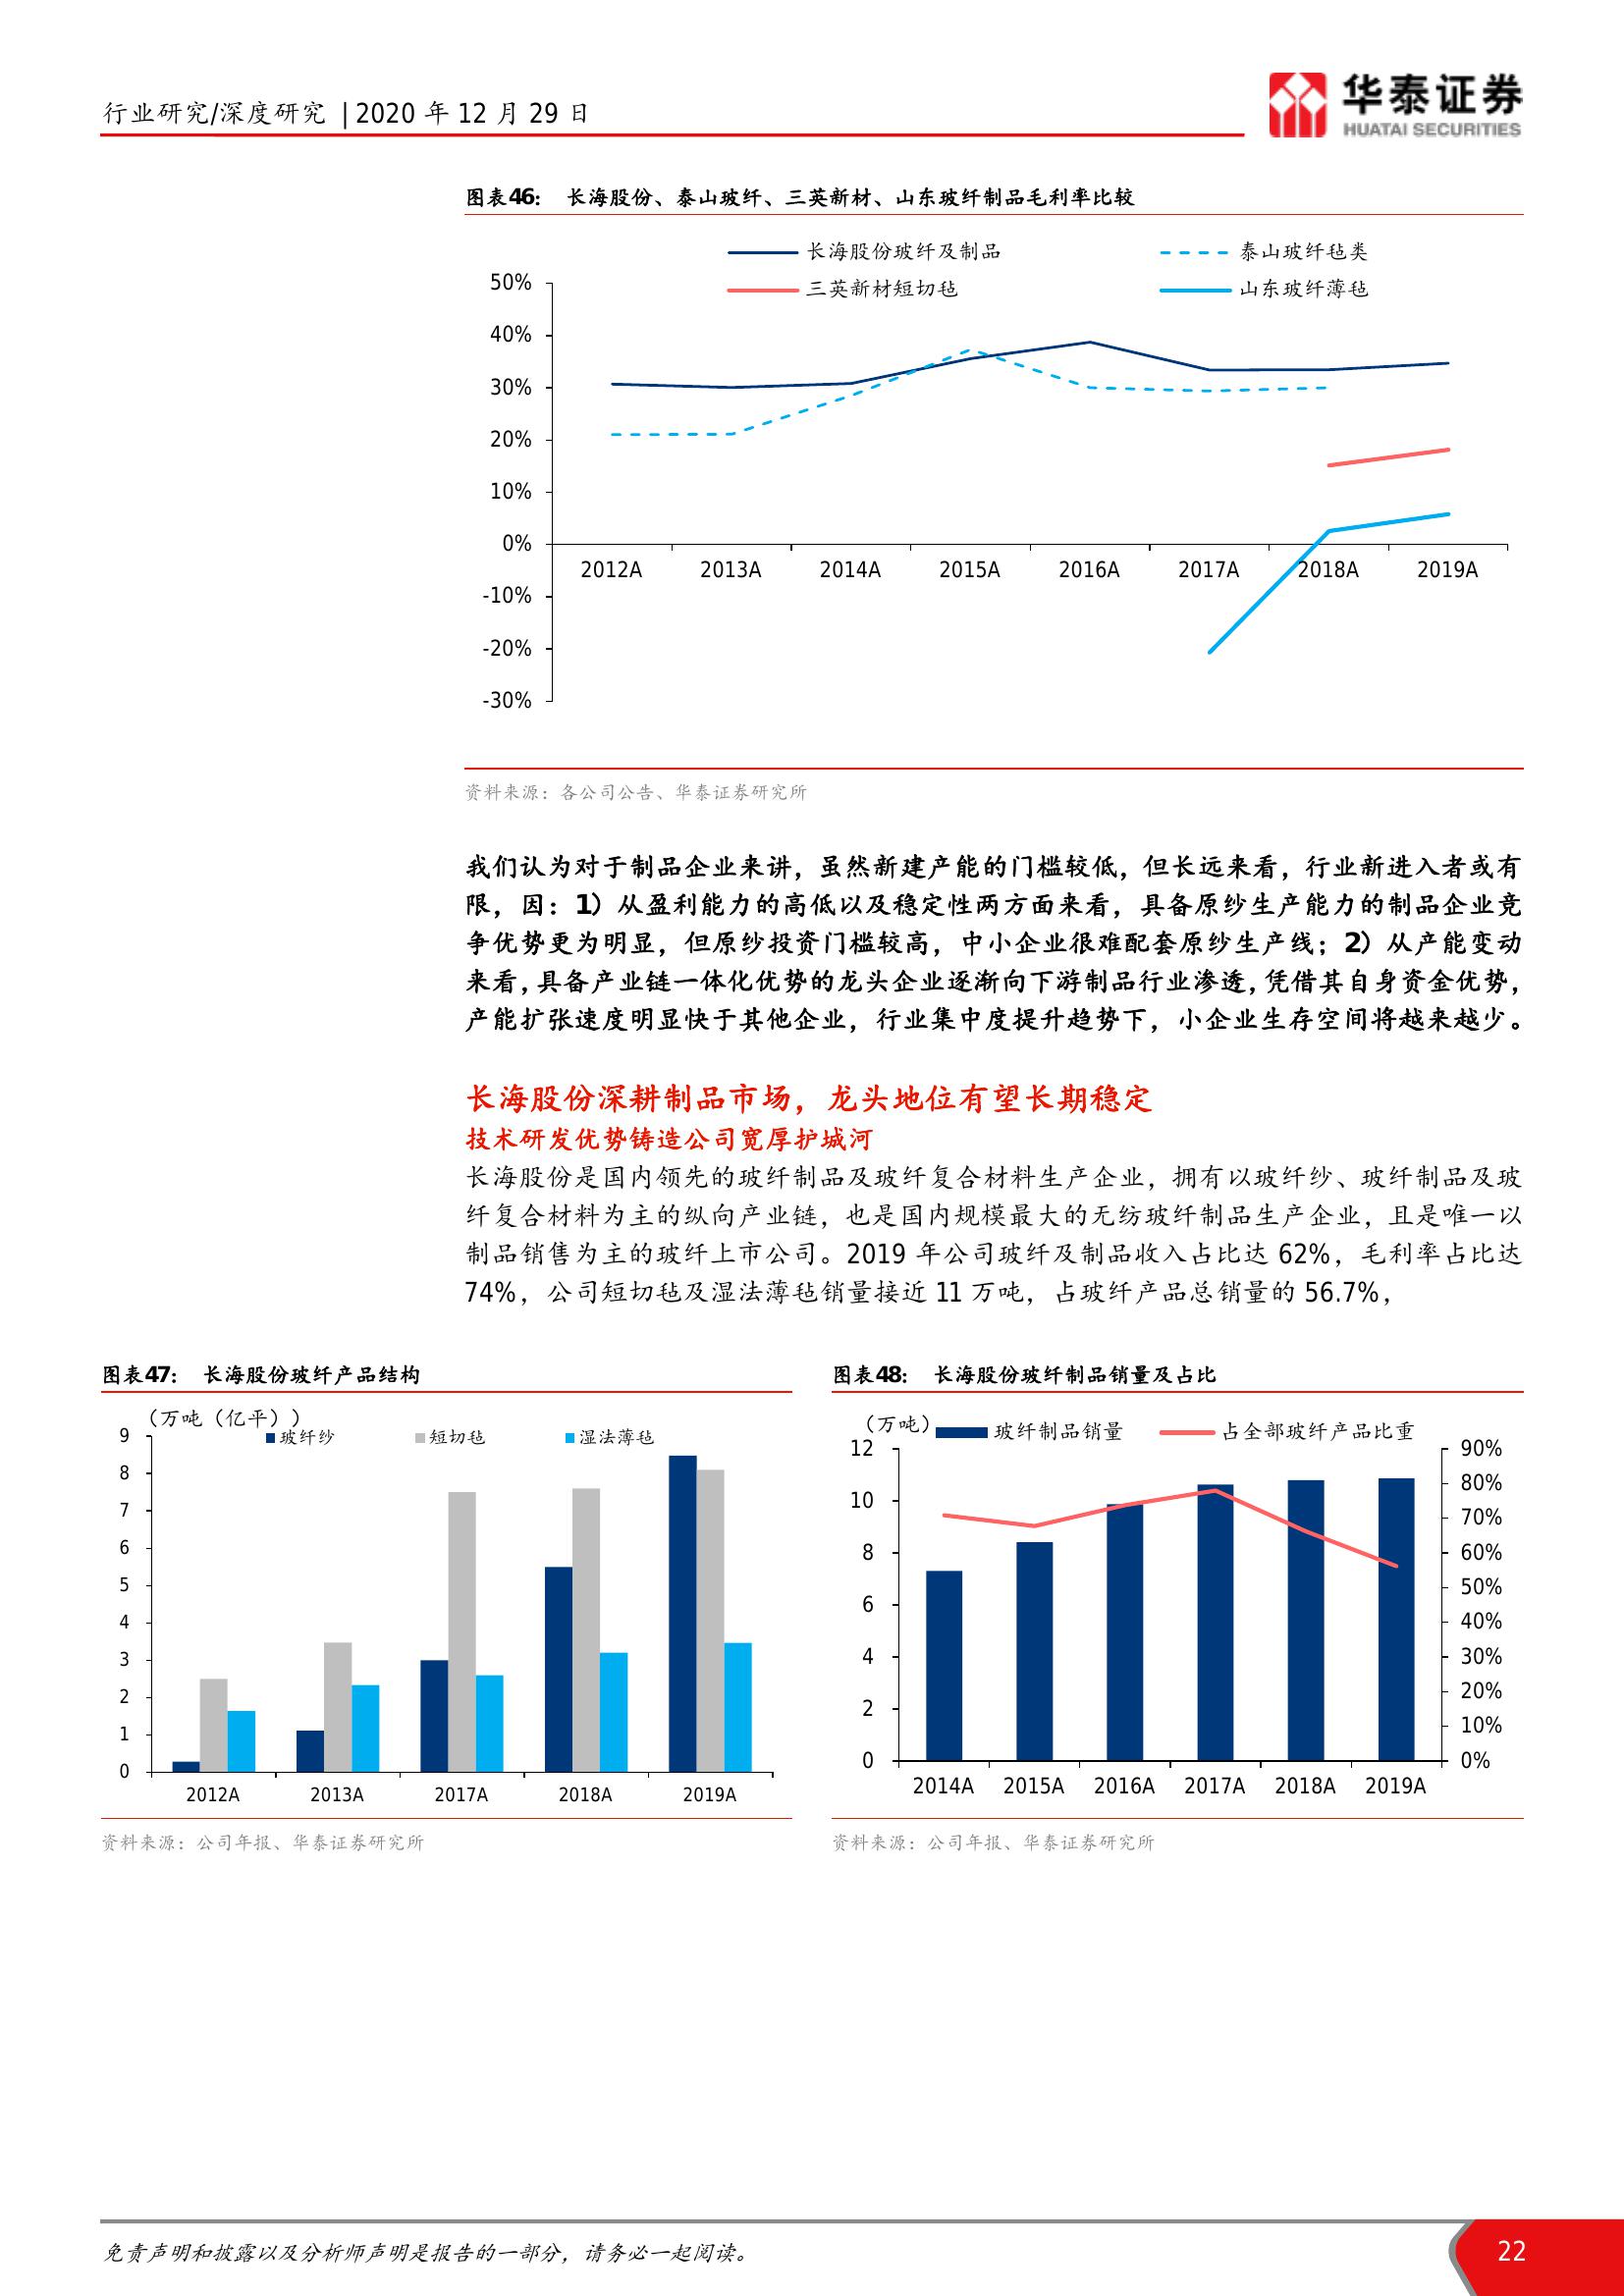 行业研究/深度研究 | 2020 年 12 月 29 日
华泰证券
HUATAI SECURITIES
图表46： 长海股份、泰山玻纤、三英新材、山东玻纤制品毛利率比较
长海股份玻纤及制品 泰山玻纤毡类
三英新材短切毡 山东玻纤薄毡
50%
40%
30%
20%
10%
0%
-10%
-20%
-30%
2012A 2013A 2014A 2015A 2016A 2017A 2018A 2019A
资料来源：各公司公告、华泰证券研究所
我们认为对于制品企业来讲，虽然新建产能的门槛较低，但长远来看，行业新进入者或有
限，因：1）从盈利能力的高低以及稳定性两方面来看，具备原纱生产能力的制品企业竞
争优势更为明显，但原纱投资门槛较高，中小企业很难配套原纱生产线；2）从产能变动
来看，具备产业链一体化优势的龙头企业逐渐向下游制品行业渗透，凭借其自身资金优势，
产能扩张速度明显快于其他企业，行业集中度提升趋势下，小企业生存空间将越来越少。
长海股份深耕制品市场，龙头地位有望长期稳定
技术研发优势铸造公司宽厚护城河
长海股份是国内领先的玻纤制品及玻纤复合材料生产企业，拥有以玻纤纱、玻纤制品及玻
纤复合材料为主的纵向产业链，也是国内规模最大的无纺玻纤制品生产企业，且是唯一以
制品销售为主的玻纤上市公司。2019 年公司玻纤及制品收入占比达 62%，毛利率占比达
74%，公司短切毡及湿法薄毡销量接近 11 万吨，占玻纤产品总销量的 56.7%，
图表47： 长海股份玻纤产品结构
（万吨（亿平））
玻纤纱 短切毡 湿法薄毡
9
8
7
6
5
4
3
2
1
0
2012A 2013A 2017A 2018A 2019A
资料来源：公司年报、华泰证券研究所
图表48： 长海股份玻纤制品销量及占比
（万吨）
玻纤制品销量 占全部玻纤产品比重
12
10
8
6
4
2
0
90%
80%
70%
60%
50%
40%
30%
20%
10%
0%
2014A 2015A 2016A 2017A 2018A 2019A
资料来源：公司年报、华泰证券研究所
免责声明和披露以及分析师声明是报告的一部分，请务必一起阅读。
22